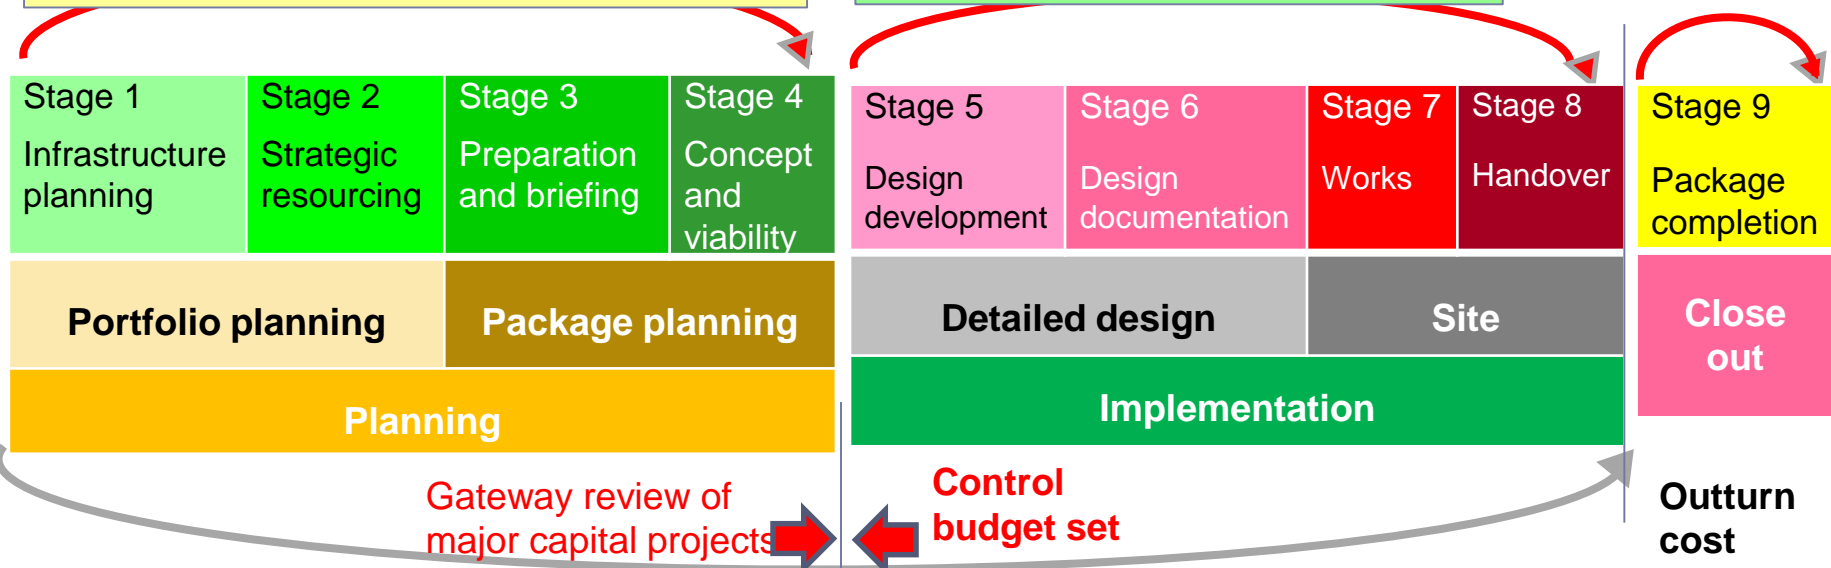 Stage 1
Infrastructure
planning
Stage 2
Strategic
resourcing
Stage 3
Preparation
and briefing
Stage 4
Concept
and
viability
Stage 5
Design
development
Stage 6
Design
documentation
Stage 7
Works
Stage 8
Handover
Stage 9
Package
completion
Portfolio planning
Package planning
Detailed design
Site
Close
out
Planning
Implementation
Gateway review of
major capital projects
Control
budget set
Outturn
cost